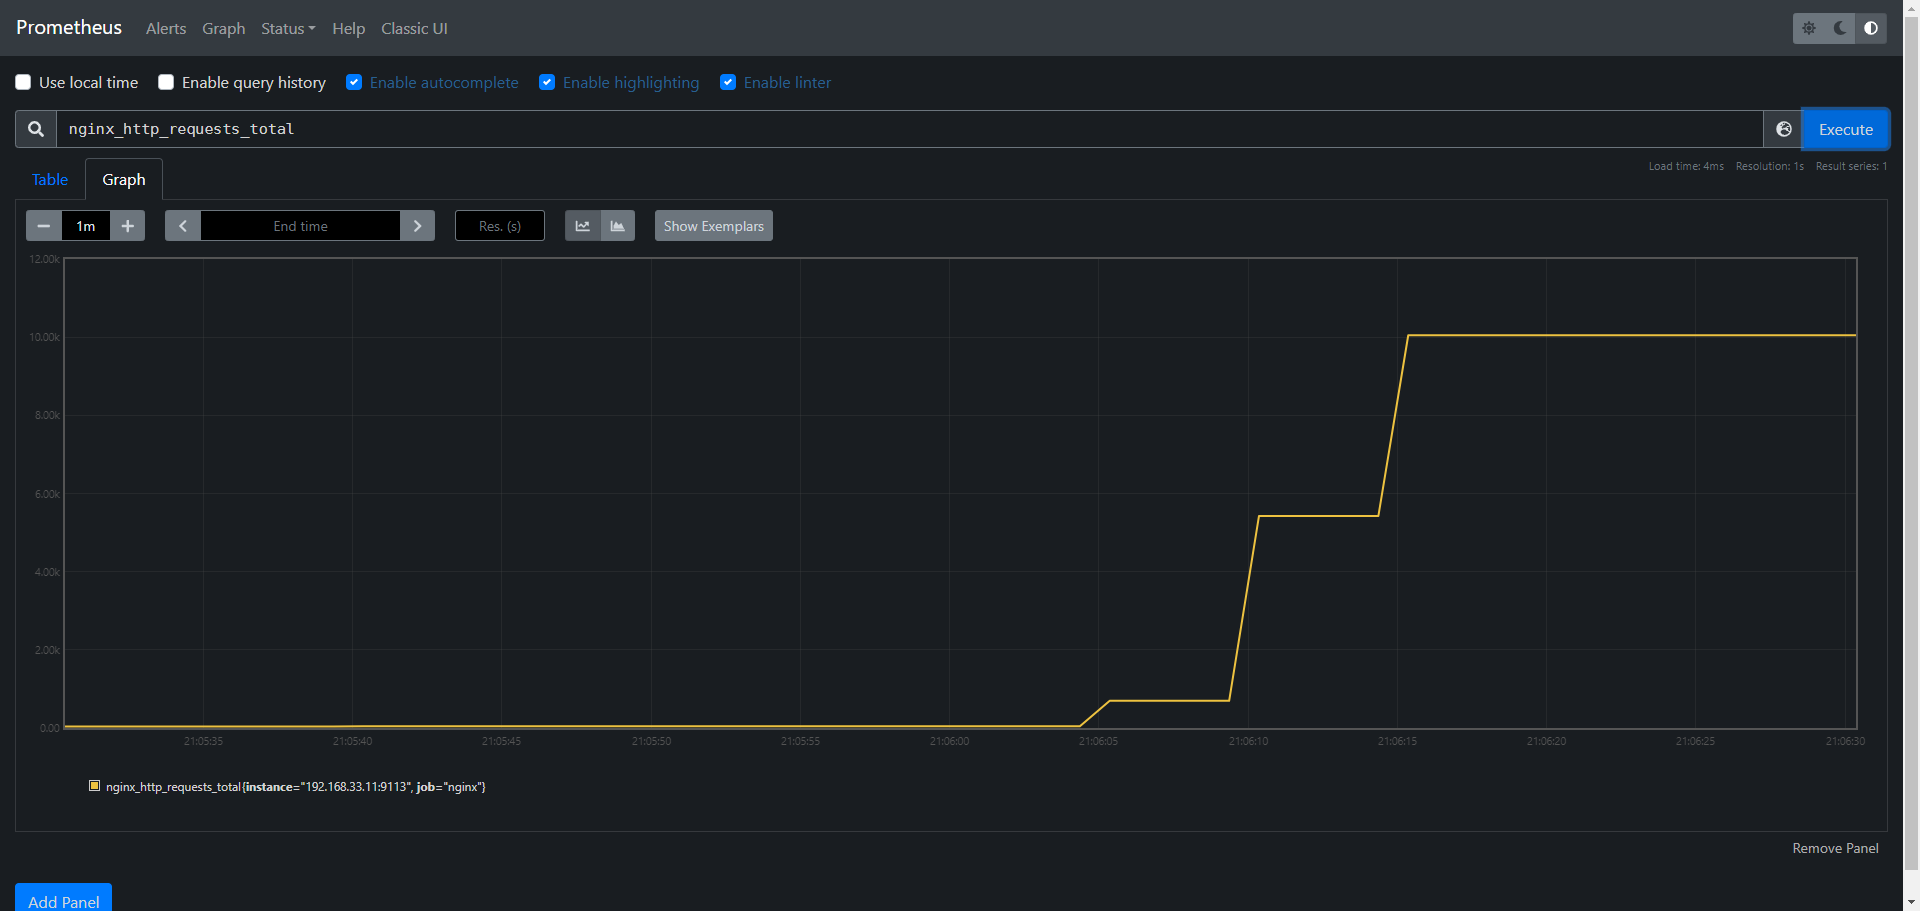 Prometheus Alerts Graph Status Help Classic UI
Use local time Enable query history Enable autocomplete Enable highlighting Enable linter
nginx_http_requests_total Execute
Load time: 4ms Resolution: 1s Result series: 1
Table Graph
1m End time Res. (s) Show Exemplars
12.00k
10.00k
8.00k
6.00k
4.00k
2.00k
0.00
21:05:35 21:05:40 21:05:45 21:05:50 21:05:55 21:06:00 21:06:05 21:06:10 21:06:15 21:06:20 21:06:25 21:06:30
nginx_http_requests_total{instance="192.168.33.11:9113", job="nginx"}
Remove Panel
Add Panel